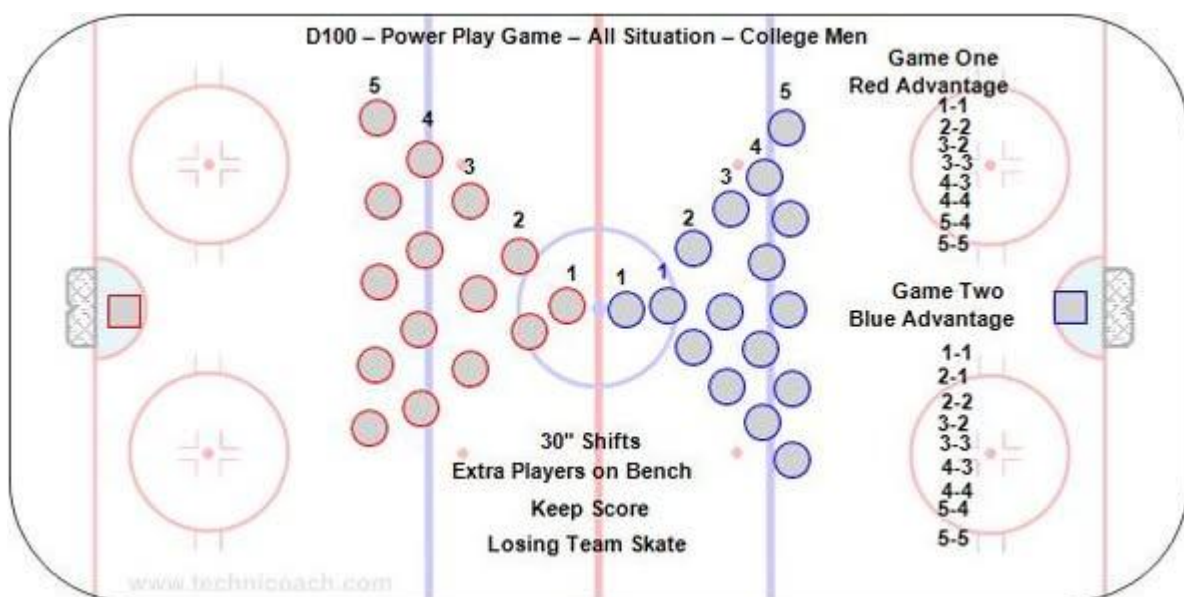 D100 – Power Play Game – All Situation – College Men
Game One
Red Advantage
1-1
2-2
3-2
3-3
4-3
4-4
5-4
5-5
5
4
3
2
1
1
1
2
3
4
5
Game Two
Blue Advantage
1-1
2-1
2-2
3-2
3-3
4-3
4-4
5-4
5-5
30" Shifts
Extra Players on Bench
Keep Score
Losing Team Skate
www.technicoach.com